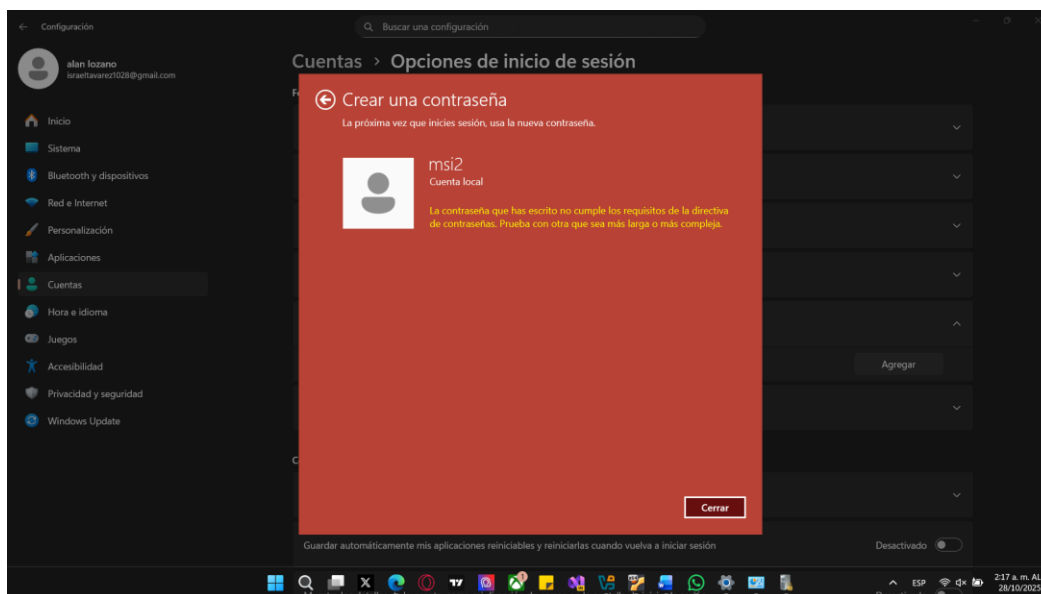 Configuración
Buscar una configuración
alan lozano
israeltavarez1028@gmail.com
Cuentas > Opciones de inicio de sesión
Inicio
Sistema
Bluetooth y dispositivos
Red e Internet
Personalización
Aplicaciones
Cuentas
Hora e idioma
Juegos
Accesibilidad
Privacidad y seguridad
Windows Update
Crear una contraseña
La próxima vez que inicies sesión, usa la nueva contraseña.
msi2
Cuenta local
La contraseña que has escrito no cumple los requisitos de la directiva
de contraseñas. Prueba con otra que sea más larga o más compleja.
Agregar
Cerrar
Guardar automáticamente mis aplicaciones reiniciables y reiniciarlas cuando vuelva a iniciar sesión
Desactivado
ESP
2:17 a. m. AL
28/10/2025